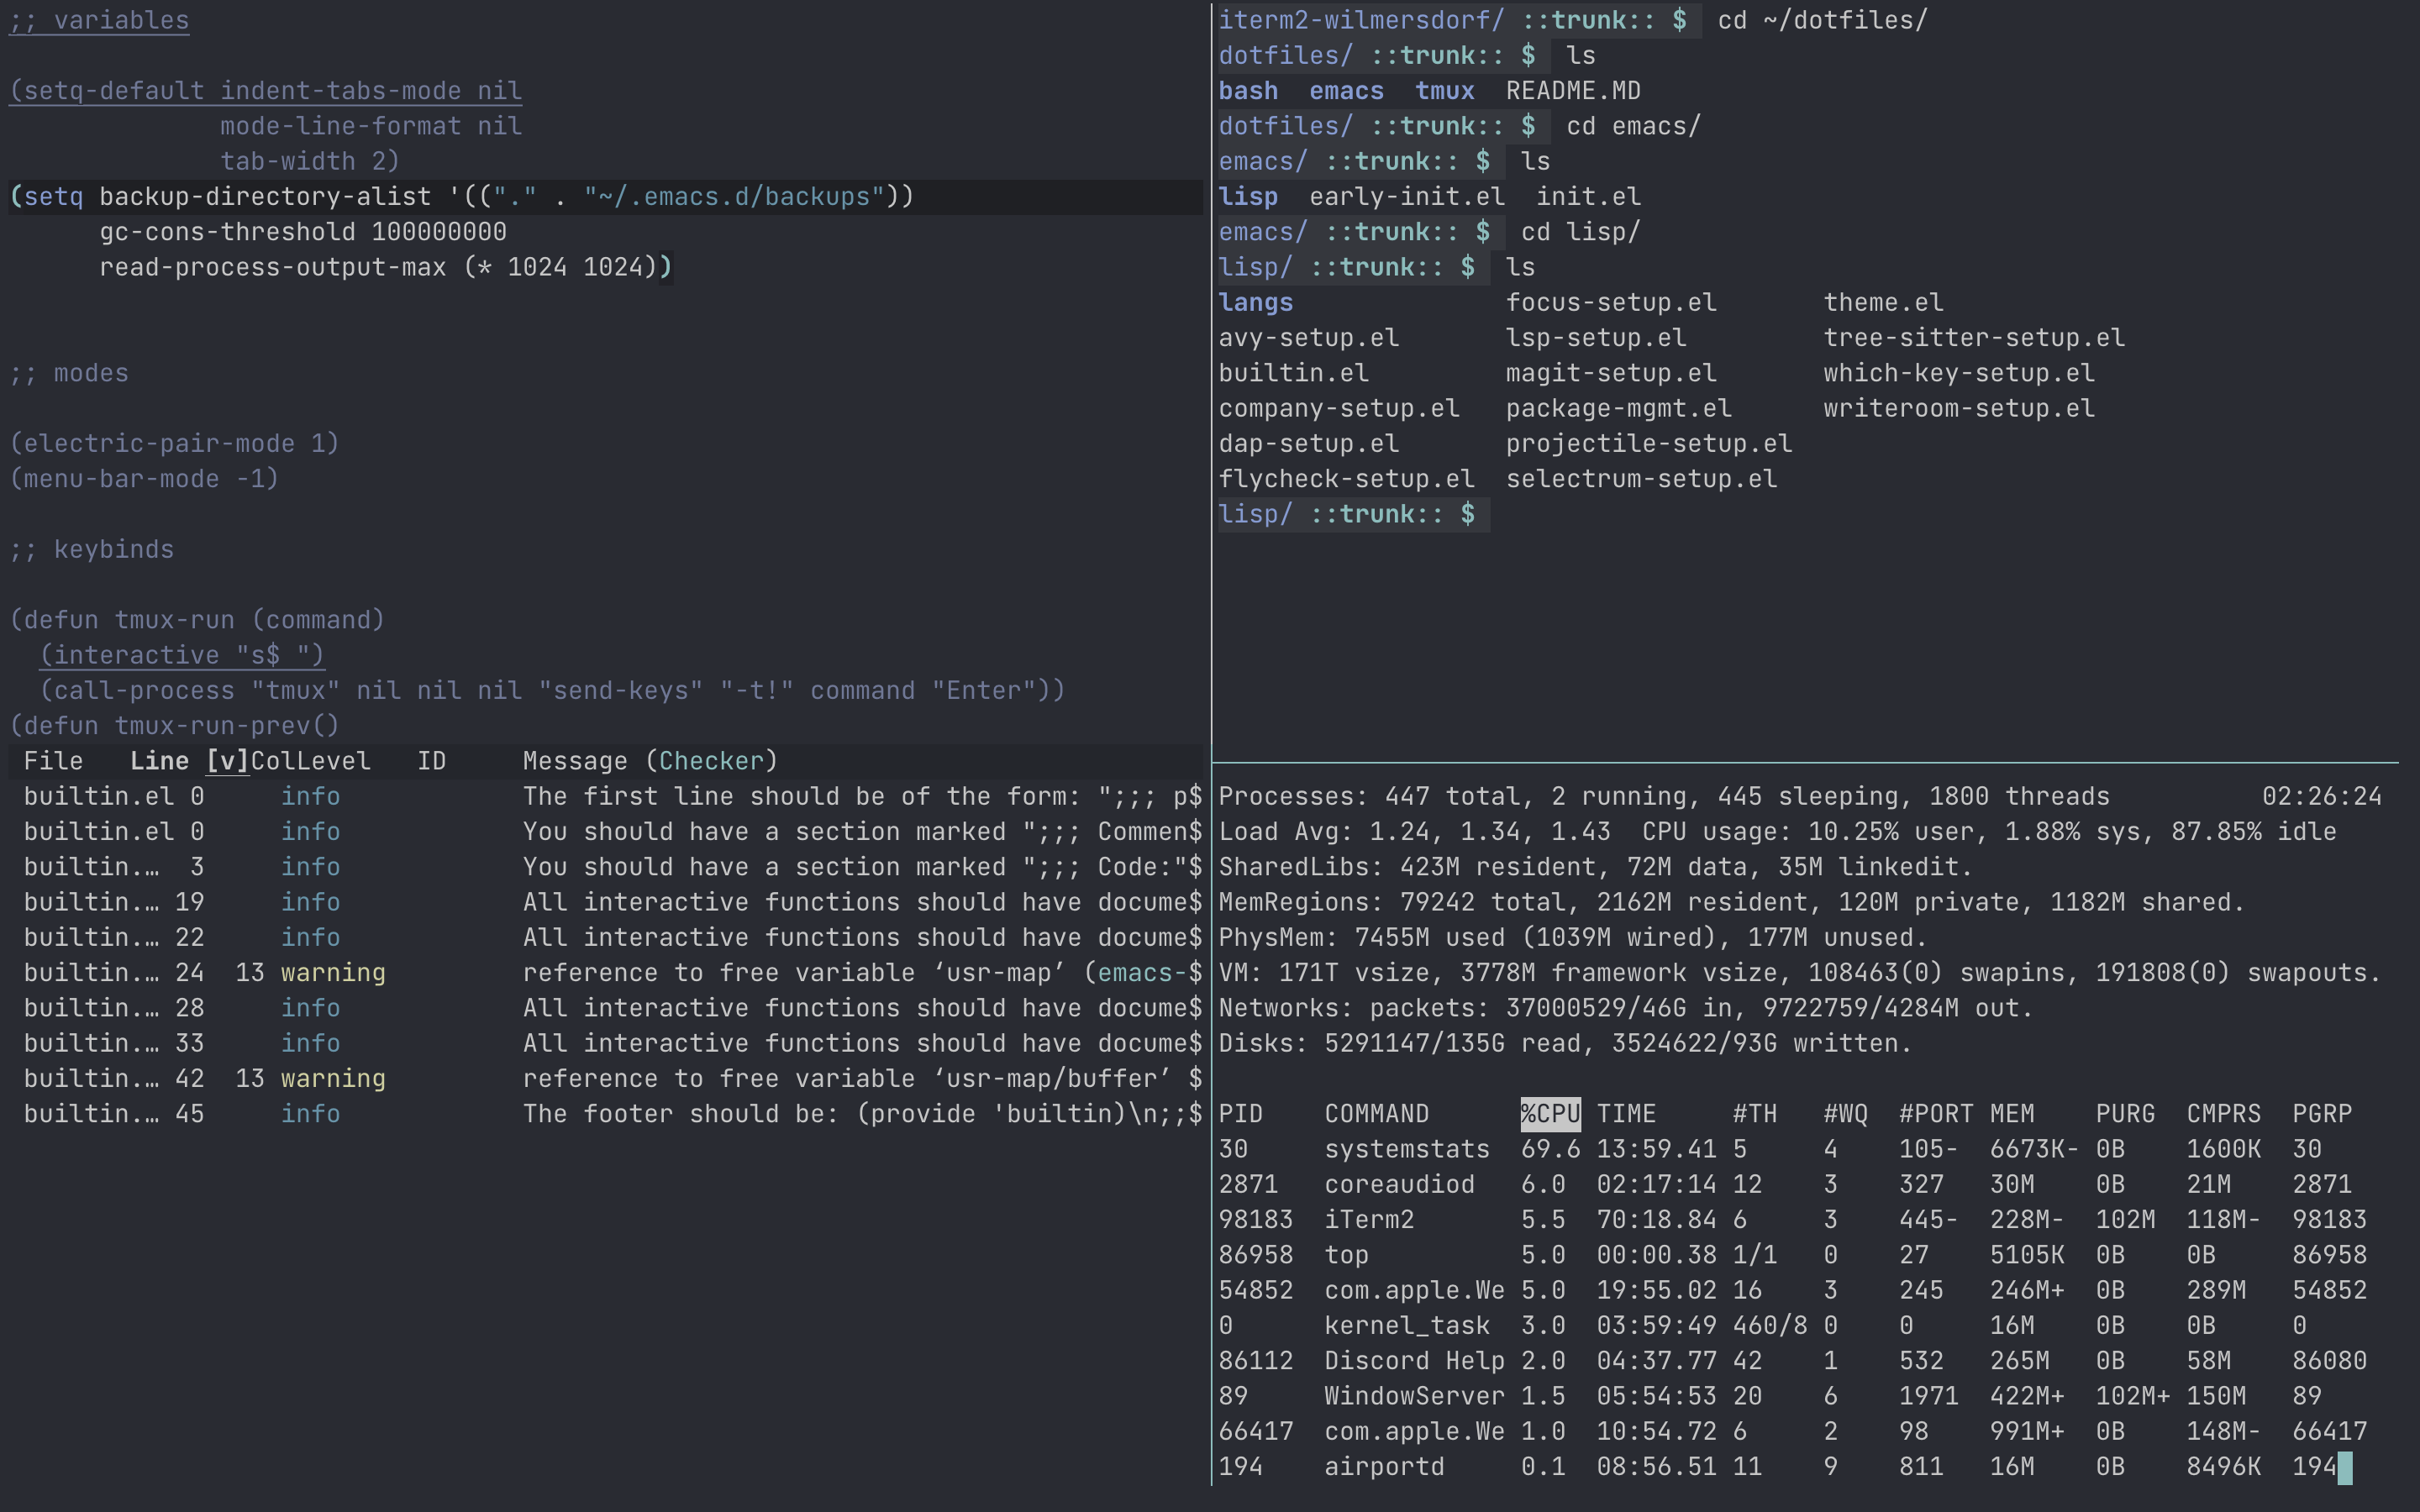 ;; variables

(setq-default indent-tabs-mode nil
              mode-line-format nil
              tab-width 2)
(setq backup-directory-alist '(("." . "~/.emacs.d/backups"))
      gc-cons-threshold 100000000
      read-process-output-max (* 1024 1024))

;; modes

(electric-pair-mode 1)
(menu-bar-mode -1)

;; keybinds

(defun tmux-run (command)
  (interactive "s$ ")
  (call-process "tmux" nil nil nil "send-keys" "-t!" command "Enter"))
(defun tmux-run-prev()
 File   Line [v]ColLevel   ID     Message (Checker)
 builtin.el 0     info            The first line should be of the form: ";;; p$
 builtin.el 0     info            You should have a section marked ";;; Commen$
 builtin.…  3     info            You should have a section marked ";;; Code:"$
 builtin.… 19     info            All interactive functions should have docume$
 builtin.… 22     info            All interactive functions should have docume$
 builtin.… 24  13 warning         reference to free variable ‘usr-map’ (emacs-$
 builtin.… 28     info            All interactive functions should have docume$
 builtin.… 33     info            All interactive functions should have docume$
 builtin.… 42  13 warning         reference to free variable ‘usr-map/buffer’ $
 builtin.… 45     info            The footer should be: (provide 'builtin)\n;;$
iterm2-wilmersdorf/ ::trunk:: $  cd ~/dotfiles/
dotfiles/ ::trunk:: $  ls
bash  emacs  tmux  README.MD
dotfiles/ ::trunk:: $  cd emacs/
emacs/ ::trunk:: $  ls
lisp  early-init.el  init.el
emacs/ ::trunk:: $  cd lisp/
lisp/ ::trunk:: $  ls
langs              focus-setup.el       theme.el
avy-setup.el       lsp-setup.el         tree-sitter-setup.el
builtin.el         magit-setup.el       which-key-setup.el
company-setup.el   package-mgmt.el      writeroom-setup.el
dap-setup.el       projectile-setup.el
flycheck-setup.el  selectrum-setup.el
lisp/ ::trunk:: $
Processes: 447 total, 2 running, 445 sleeping, 1800 threads          02:26:24
Load Avg: 1.24, 1.34, 1.43  CPU usage: 10.25% user, 1.88% sys, 87.85% idle
SharedLibs: 423M resident, 72M data, 35M linkedit.
MemRegions: 79242 total, 2162M resident, 120M private, 1182M shared.
PhysMem: 7455M used (1039M wired), 177M unused.
VM: 171T vsize, 3778M framework vsize, 108463(0) swapins, 191808(0) swapouts.
Networks: packets: 37000529/46G in, 9722759/4284M out.
Disks: 5291147/135G read, 3524622/93G written.

PID    COMMAND      %CPU TIME     #TH   #WQ  #PORT MEM    PURG  CMPRS  PGRP
30     systemstats  69.6 13:59.41 5     4    105-  6673K- 0B    1600K  30
2871   coreaudiod   6.0  02:17:14 12    3    327   30M    0B    21M    2871
98183  iTerm2       5.5  70:18.84 6     3    445-  228M-  102M  118M-  98183
86958  top          5.0  00:00.38 1/1   0    27    5105K  0B    0B     86958
54852  com.apple.We 5.0  19:55.02 16    3    245   246M+  0B    289M   54852
0      kernel_task  3.0  03:59:49 460/8 0    0     16M    0B    0B     0
86112  Discord Help 2.0  04:37.77 42    1    532   265M   0B    58M    86080
89     WindowServer 1.5  05:54:53 20    6    1971  422M+  102M+ 150M   89
66417  com.apple.We 1.0  10:54.72 6     2    98    991M+  0B    148M-  66417
194    airportd     0.1  08:56.51 11    9    811   16M    0B    8496K  194